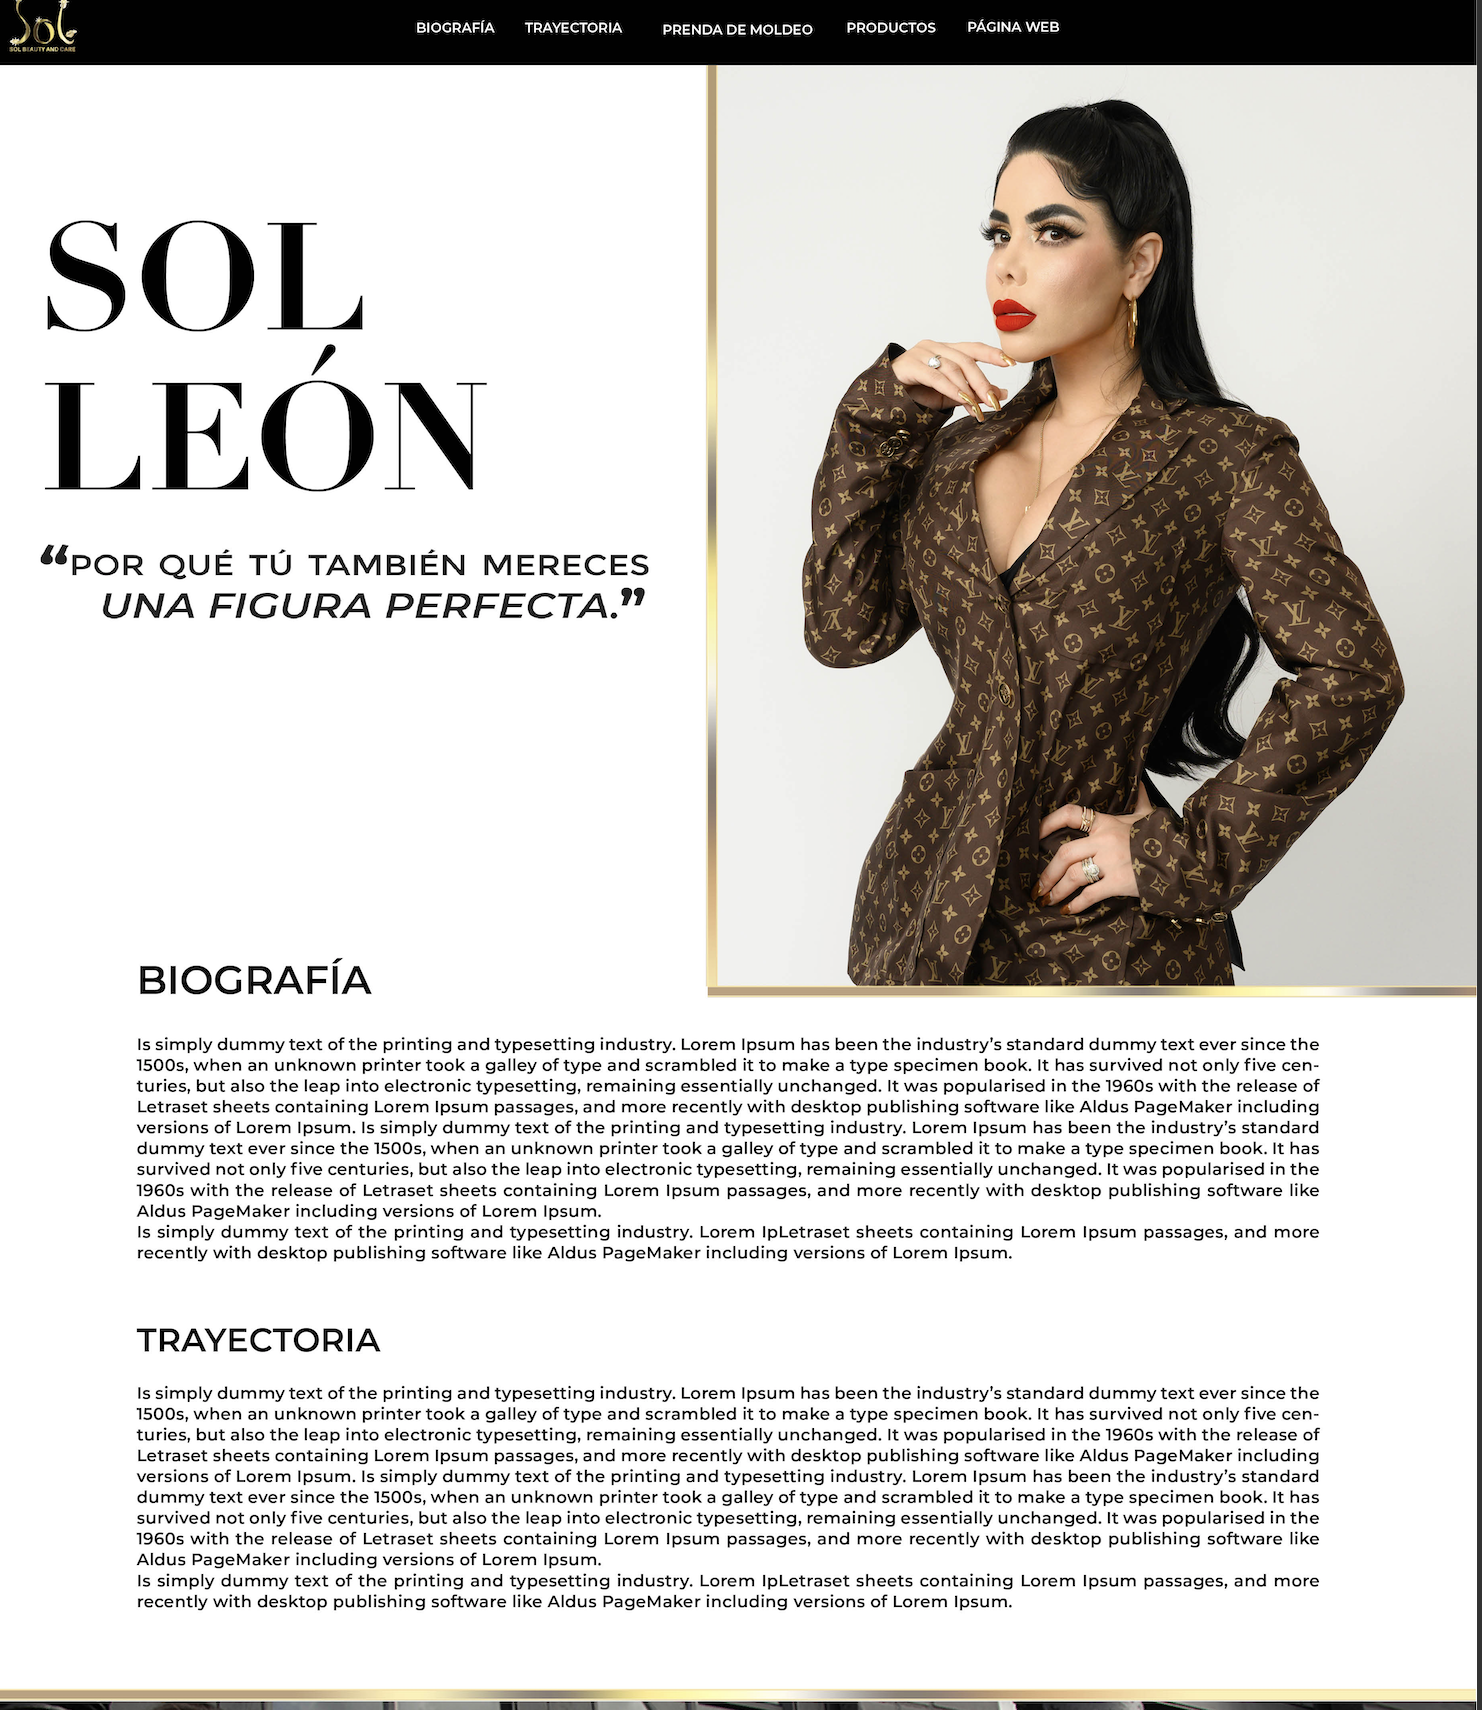 Sol
SOL BEAUTY AND CARE
BIOGRAFÍA
TRAYECTORIA
PRENDA DE MOLDEO
PRODUCTOS
PÁGINA WEB
SOL
LEÓN
“POR QUÉ TÚ TAMBIÉN MERECES
UNA FIGURA PERFECTA.”
BIOGRAFÍA
Is simply dummy text of the printing and typesetting industry. Lorem Ipsum has been the industry’s standard dummy text ever since the
1500s, when an unknown printer took a galley of type and scrambled it to make a type specimen book. It has survived not only five cen-
turies, but also the leap into electronic typesetting, remaining essentially unchanged. It was popularised in the 1960s with the release of
Letraset sheets containing Lorem Ipsum passages, and more recently with desktop publishing software like Aldus PageMaker including
versions of Lorem Ipsum. Is simply dummy text of the printing and typesetting industry. Lorem Ipsum has been the industry’s standard
dummy text ever since the 1500s, when an unknown printer took a galley of type and scrambled it to make a type specimen book. It has
survived not only five centuries, but also the leap into electronic typesetting, remaining essentially unchanged. It was popularised in the
1960s with the release of Letraset sheets containing Lorem Ipsum passages, and more recently with desktop publishing software like
Aldus PageMaker including versions of Lorem Ipsum.
Is simply dummy text of the printing and typesetting industry. Lorem IpLetraset sheets containing Lorem Ipsum passages, and more
recently with desktop publishing software like Aldus PageMaker including versions of Lorem Ipsum.
TRAYECTORIA
Is simply dummy text of the printing and typesetting industry. Lorem Ipsum has been the industry’s standard dummy text ever since the
1500s, when an unknown printer took a galley of type and scrambled it to make a type specimen book. It has survived not only five cen-
turies, but also the leap into electronic typesetting, remaining essentially unchanged. It was popularised in the 1960s with the release of
Letraset sheets containing Lorem Ipsum passages, and more recently with desktop publishing software like Aldus PageMaker including
versions of Lorem Ipsum. Is simply dummy text of the printing and typesetting industry. Lorem Ipsum has been the industry’s standard
dummy text ever since the 1500s, when an unknown printer took a galley of type and scrambled it to make a type specimen book. It has
survived not only five centuries, but also the leap into electronic typesetting, remaining essentially unchanged. It was popularised in the
1960s with the release of Letraset sheets containing Lorem Ipsum passages, and more recently with desktop publishing software like
Aldus PageMaker including versions of Lorem Ipsum.
Is simply dummy text of the printing and typesetting industry. Lorem IpLetraset sheets containing Lorem Ipsum passages, and more
recently with desktop publishing software like Aldus PageMaker including versions of Lorem Ipsum.